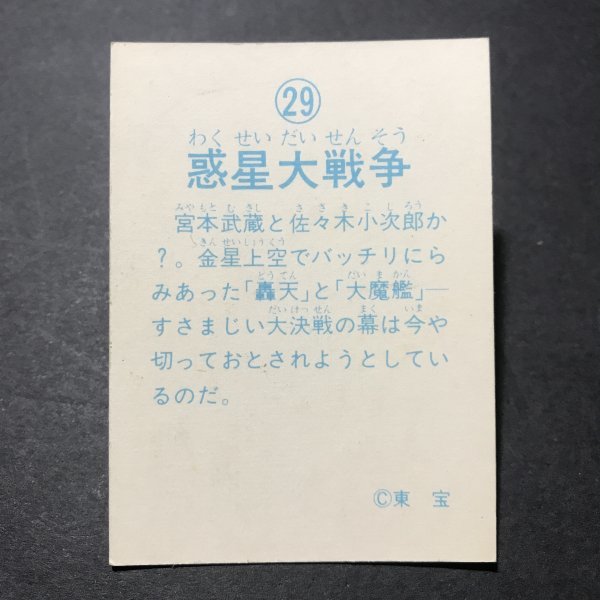 29
わく せい だい せん そう
惑星大戦争
みやもと むさし ささきこじろう
宮本武蔵と佐々木小次郎か
きんせいじょうくう
？。金星上空でバッチリにら
とうてん だいまかん
みあった「轟天」と「大魔艦」―
だいけっせん まく いま
すさまじい大決戦の幕は今や
切っておとされようとしてい
るのだ。
©東宝